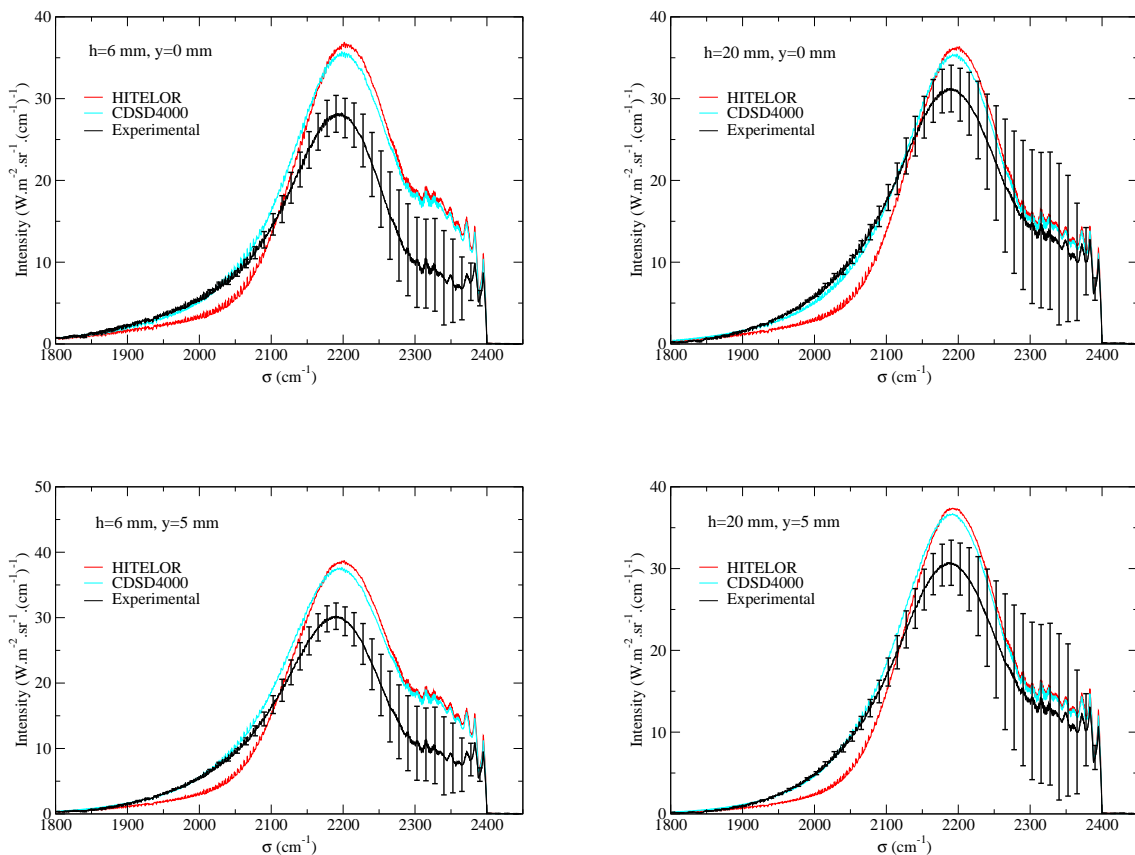 40
30
20
10
0
Intensity (W.m⁻².sr⁻¹.(cm⁻¹)⁻¹)
h=6 mm, y=0 mm
HITELOR
CDSD4000
Experimental
1800 1900 2000 2100 2200 2300 2400
σ (cm⁻¹)
40
30
20
10
0
Intensity (W.m⁻².sr⁻¹.(cm⁻¹)⁻¹)
h=20 mm, y=0 mm
HITELOR
CDSD4000
Experimental
1800 1900 2000 2100 2200 2300 2400
σ (cm⁻¹)
50
40
30
20
10
0
Intensity (W.m⁻².sr⁻¹.(cm⁻¹)⁻¹)
h=6 mm, y=5 mm
HITELOR
CDSD4000
Experimental
1800 1900 2000 2100 2200 2300 2400
σ (cm⁻¹)
40
30
20
10
0
Intensity (W.m⁻².sr⁻¹.(cm⁻¹)⁻¹)
h=20 mm, y=5 mm
HITELOR
CDSD4000
Experimental
1800 1900 2000 2100 2200 2300 2400
σ (cm⁻¹)